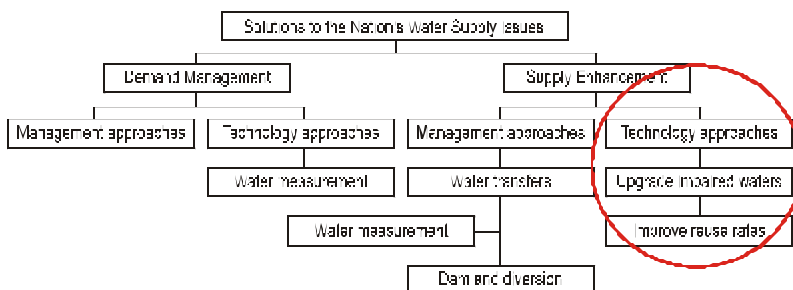 Solutions to the Nation's Water Supply Issues
Demand Management
Supply Enhancement
Management approaches
Technology approaches
Management approaches
Technology approaches
Water measurement
Water transfers
Upgrade impaired waters
Water measurement
Improve reuse rates
Dam and diversion